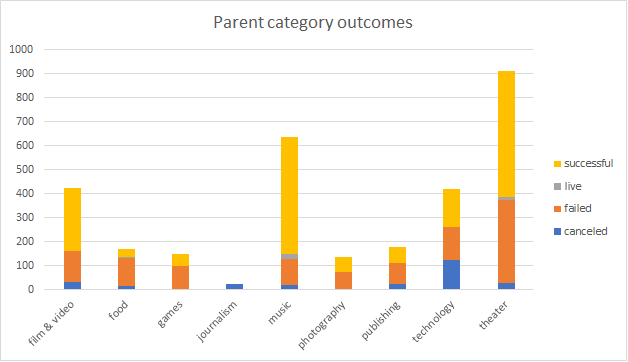 Parent category outcomes
1000
900
800
700
600
500
400
300
200
100
0
film & video
food
games
journalism
music
photography
publishing
technology
theater
successful
live
failed
canceled